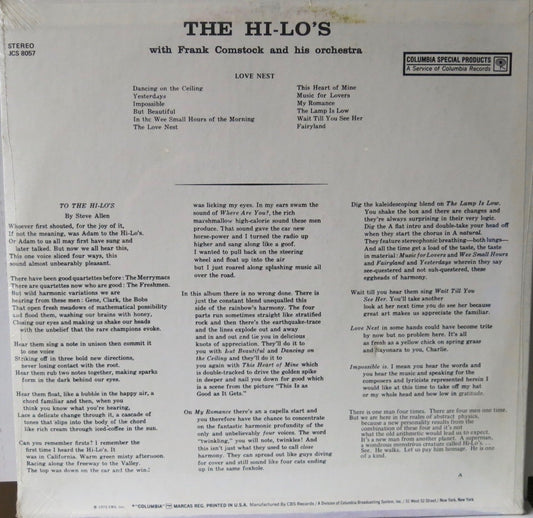 THE HI-LO'S
with Frank Comstock and his orchestra
STEREO
JCS 8057
COLUMBIA SPECIAL PRODUCTS
A Service of Columbia Records
LOVE NEST
Dancing on the Ceiling
Yesterdays
Impossible
But Beautiful
In the Wee Small Hours of the Morning
The Love Nest
This Heart of Mine
Music for Lovers
My Romance
The Lamp Is Low
Wait Till You See Her
Fairyland
TO THE HI-LO'S
By Steve Allen
Whoever first shouted, for the joy of it,
If not the meaning, was Adam to the Hi-Lo's.
Or Adam to us all may first have sung and
later talked. But now we all hear this,
This one voice sliced four ways, this
sound almost unbearably pleasant.
There have been good quartettes before: The Merrymacs
There are quartettes now who are good: The Freshmen.
But wild harmonic variations we are
hearing from these men: Gene, Clark, the Bobs
That open fresh meadows of mathematical possibility
and flood them, washing our brains with honey.
Closing our eyes and making us shake our heads
with the unbelief that the rare champions evoke.
Hear them sing a note in unison then commit it
to one voice
Striking off in three bold new directions,
never losing contact with the root.
Hear them rub two notes together, making sparks
form in the dark behind our eyes.
Hear them float, like a bubble in the happy air, a
chord familiar and then, when you
think you know what you're hearing,
Lace a delicate change through it, a cascade of
tones that slips into the body of the chord
like rich cream through iced-coffee in the sun.
Can you remember firsts? I remember the
first time I heard the Hi-Lo's. It
was in California. Warm green misty afternoon.
Racing along the freeway to the Valley.
The top was down on the car and the wind
was licking my eyes. In my ears swam the
sound of Where Are You?, the rich
marshmallow high-calorie sound these men
produce. That sound gave the car new
horse-power and I turned the radio up
higher and sang along like a goof.
I wanted to pull back on the steering
wheel and float up into the air
but I just roared along splashing music all
over the road.
In this album there is no wrong done. There is
just the constant blend unequalled this
side of the rainbow's harmony. The four
parts run sometimes straight like stratified
rock and then there's the earthquake-trace
and the lines explode out and away
and in and out and end up lie in delicious
knots of appreciation. They'll do it to
you with But Beautiful and Dancing on
the Ceiling and they'll do it to
you again with This Heart of Mine which
is double-tracked to drive the golden spike
in deeper and nail you down for good which
is a scene from the picture "This Is as
Good as It Gets."
On My Romance there's an a capella start and
you therefore have the chance to concentrate
on the fantastic harmonic profundity of the
only and unbelievably four voices. The word
"twinkling," you will note, twinkles! And
this isn't just what they used to call close
harmony. They can spread out like guys diving
for cover and still sound like four cats ending
up in the same foxhole.
Dig the kaleidoscoping blend on The Lamp Is Low.
You shake the box and there are changes and
they're always surprising in their very logic.
Dig the A flat intro and double-take your head off
when they start the chorus in A natural.
They feature stereophonic breathing—both lungs—
And all the time get a load of the taste, the taste
in material: Music for Lovers and Wee Small Hours
and Fairyland and Yesterdays wherein they say
see-questered and not suh-questered, these
eggheads of harmony.
Wait till you hear them sing Wait Till You
See Her. You'll take another
look at her next time you do see her because
great art makes us appreciate the familiar.
Love Nest in some hands could have become trite
by now but no problem here. It's all
as fresh as a yellow chick on spring grass
and Sayonara to you, Charlie.
Impossible is. I mean you hear the words and
you hear the music and speaking for the
composers and lyricists represented herein I
would like at this time to take off my hat
or my whole head and bow low in gratitude.
There is one man four times. There are four men one time.
But we are here in the realm of abstract physics,
because a new personality results from the
combination of these four and it's not
what the old arithmetic would lead us to expect.
It's a new man from another planet. A superman,
a wondrous monstrous creature called Hi-Lo's . . .
See. He walks. Let us pay him homage. He is one
of a kind.
A
© 1975 CBS, Inc. / ® "COLUMBIA" MARCAS REG. PRINTED IN U.S.A. Manufactured By CBS Records / A Division of Columbia Broadcasting System, Inc. / 51 West 52 Street / New York, New York